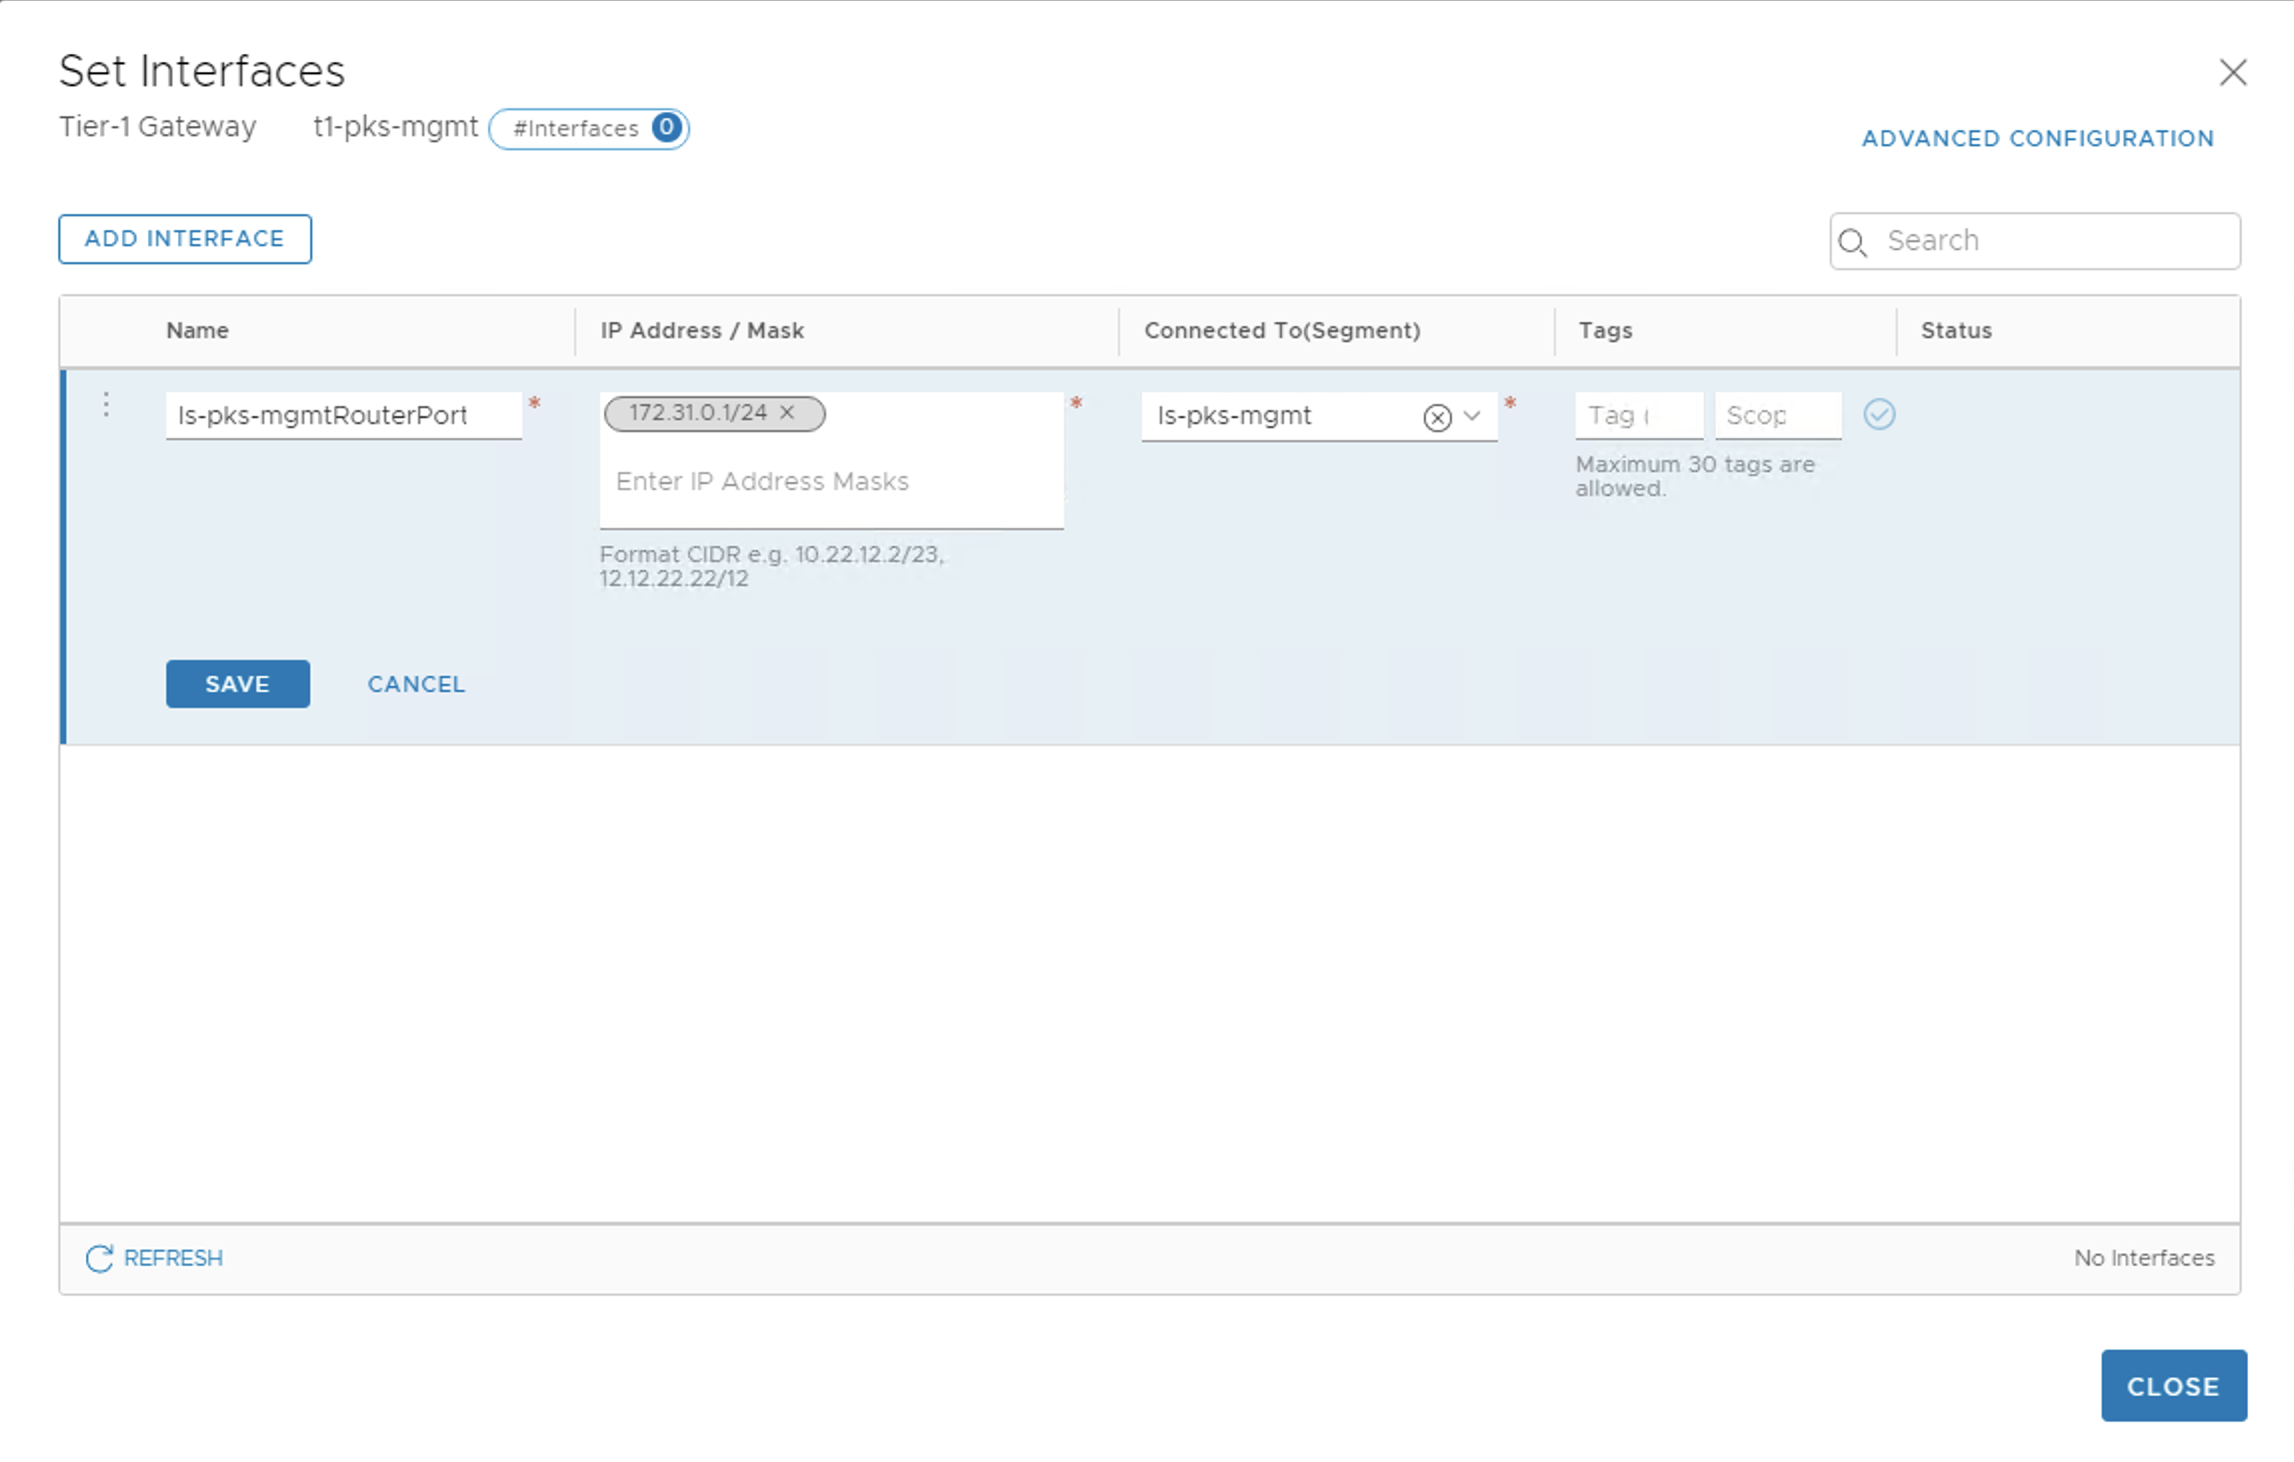 Set Interfaces
Tier-1 Gateway t1-pks-mgmt #Interfaces 0
ADVANCED CONFIGURATION
ADD INTERFACE
Search
Name IP Address / Mask Connected To(Segment) Tags Status
ls-pks-mgmtRouterPort * 172.31.0.1/24 * ls-pks-mgmt * Tag ( Scop
Enter IP Address Masks
Maximum 30 tags are
allowed.
Format CIDR e.g. 10.22.12.2/23,
12.12.22.22/12
SAVE CANCEL
REFRESH No Interfaces
CLOSE